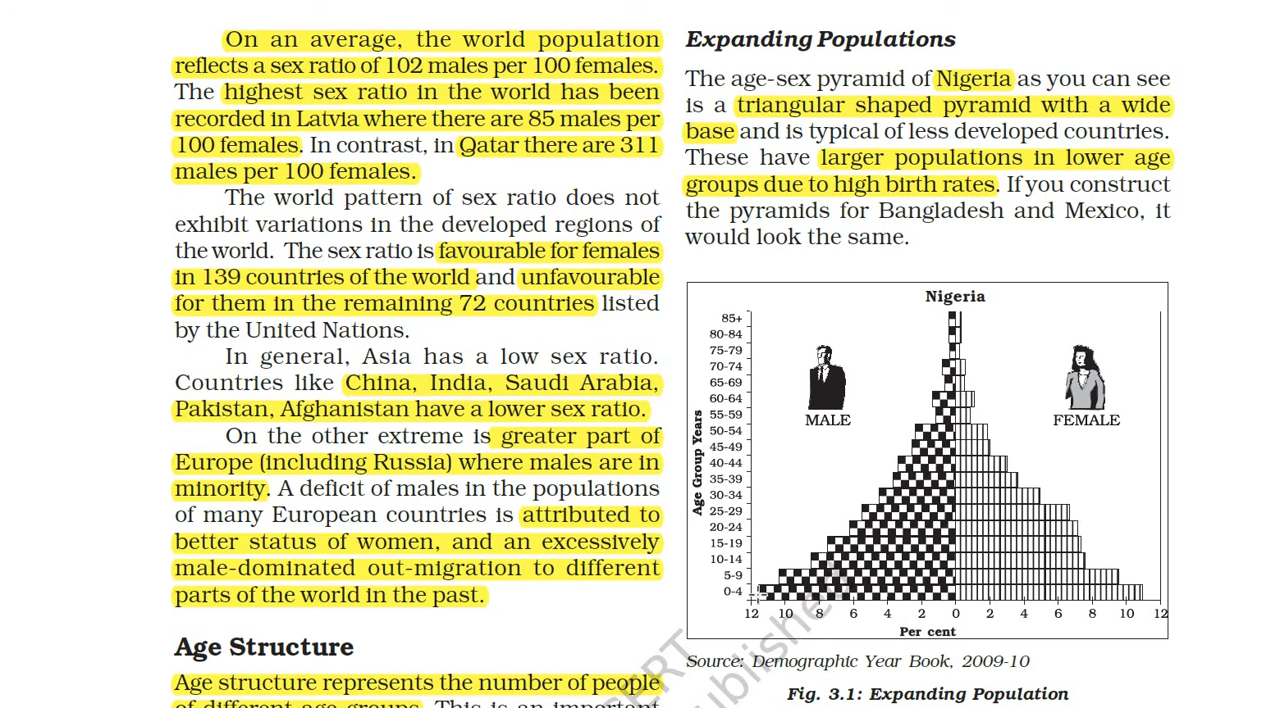 On an average, the world population
reflects a sex ratio of 102 males per 100 females.
The highest sex ratio in the world has been
recorded in Latvia where there are 85 males per
100 females. In contrast, in Qatar there are 311
males per 100 females.
The world pattern of sex ratio does not
exhibit variations in the developed regions of
the world. The sex ratio is favourable for females
in 139 countries of the world and unfavourable
for them in the remaining 72 countries listed
by the United Nations.
In general, Asia has a low sex ratio.
Countries like China, India, Saudi Arabia,
Pakistan, Afghanistan have a lower sex ratio.
On the other extreme is greater part of
Europe (including Russia) where males are in
minority. A deficit of males in the populations
of many European countries is attributed to
better status of women, and an excessively
male-dominated out-migration to different
parts of the world in the past.
Age Structure
Age structure represents the number of people
of different age groups. This is an important
Expanding Populations
The age-sex pyramid of Nigeria as you can see
is a triangular shaped pyramid with a wide
base and is typical of less developed countries.
These have larger populations in lower age
groups due to high birth rates. If you construct
the pyramids for Bangladesh and Mexico, it
would look the same.
Nigeria
Age Group Years
85+
80-84
75-79
70-74
65-69
60-64
55-59
50-54
45-49
40-44
35-39
30-34
25-29
20-24
15-19
10-14
5-9
0-4
MALE
FEMALE
12 10 8 6 4 2 0 2 4 6 8 10 12
Per cent
Source: Demographic Year Book, 2009-10
Fig. 3.1: Expanding Population